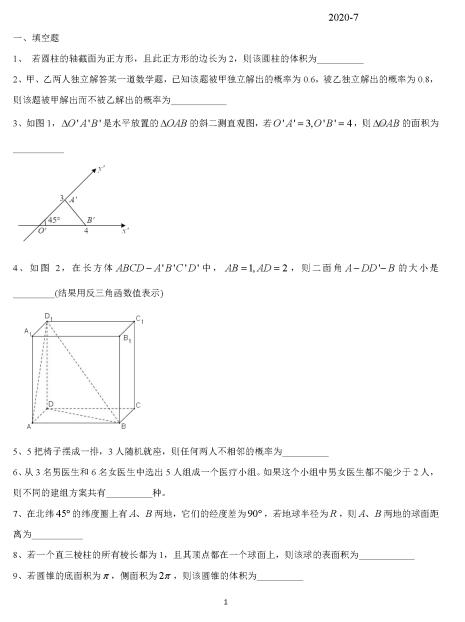 2020-7
一、填空题
1、 若圆柱的轴截面为正方形，且此正方形的边长为 2，则该圆柱的体积为__________
2、甲、乙两人独立解答某一道数学题，已知该题被甲独立解出的概率为 0.6，被乙独立解出的概率为 0.8，
则该题被甲解出而不被乙解出的概率为____________
3、如图 1，ΔO'A'B'是水平放置的ΔOAB 的斜二测直观图，若O'A'=3,O'B'=4，则ΔOAB 的面积为
___________
y'
3 A'
45° B'
O' 4 x'
4、如图 2，在长方体 ABCD－A'B'C'D' 中， AB=1, AD=2 ，则二面角 A－DD'－B 的大小是
_________(结果用反三角函数值表示)
D1 C1
A1 B1
D C
A B
5、5 把椅子摆成一排，3 人随机就座，则任何两人不相邻的概率为__________
6、从 3 名男医生和 6 名女医生中选出 5 人组成一个医疗小组。如果这个小组中男女医生都不能少于 2 人，
则不同的建组方案共有__________种。
7、在北纬 45° 的纬度圈上有 A、B 两地，它们的经度差为 90°，若地球半径为 R，则 A、B 两地的球面距
离为___________
8、若一个直三棱柱的所有棱长都为 1，且其顶点都在一个球面上，则该球的表面积为____________
9、若圆锥的底面积为 π，侧面积为 2π，则该圆锥的体积为__________
1